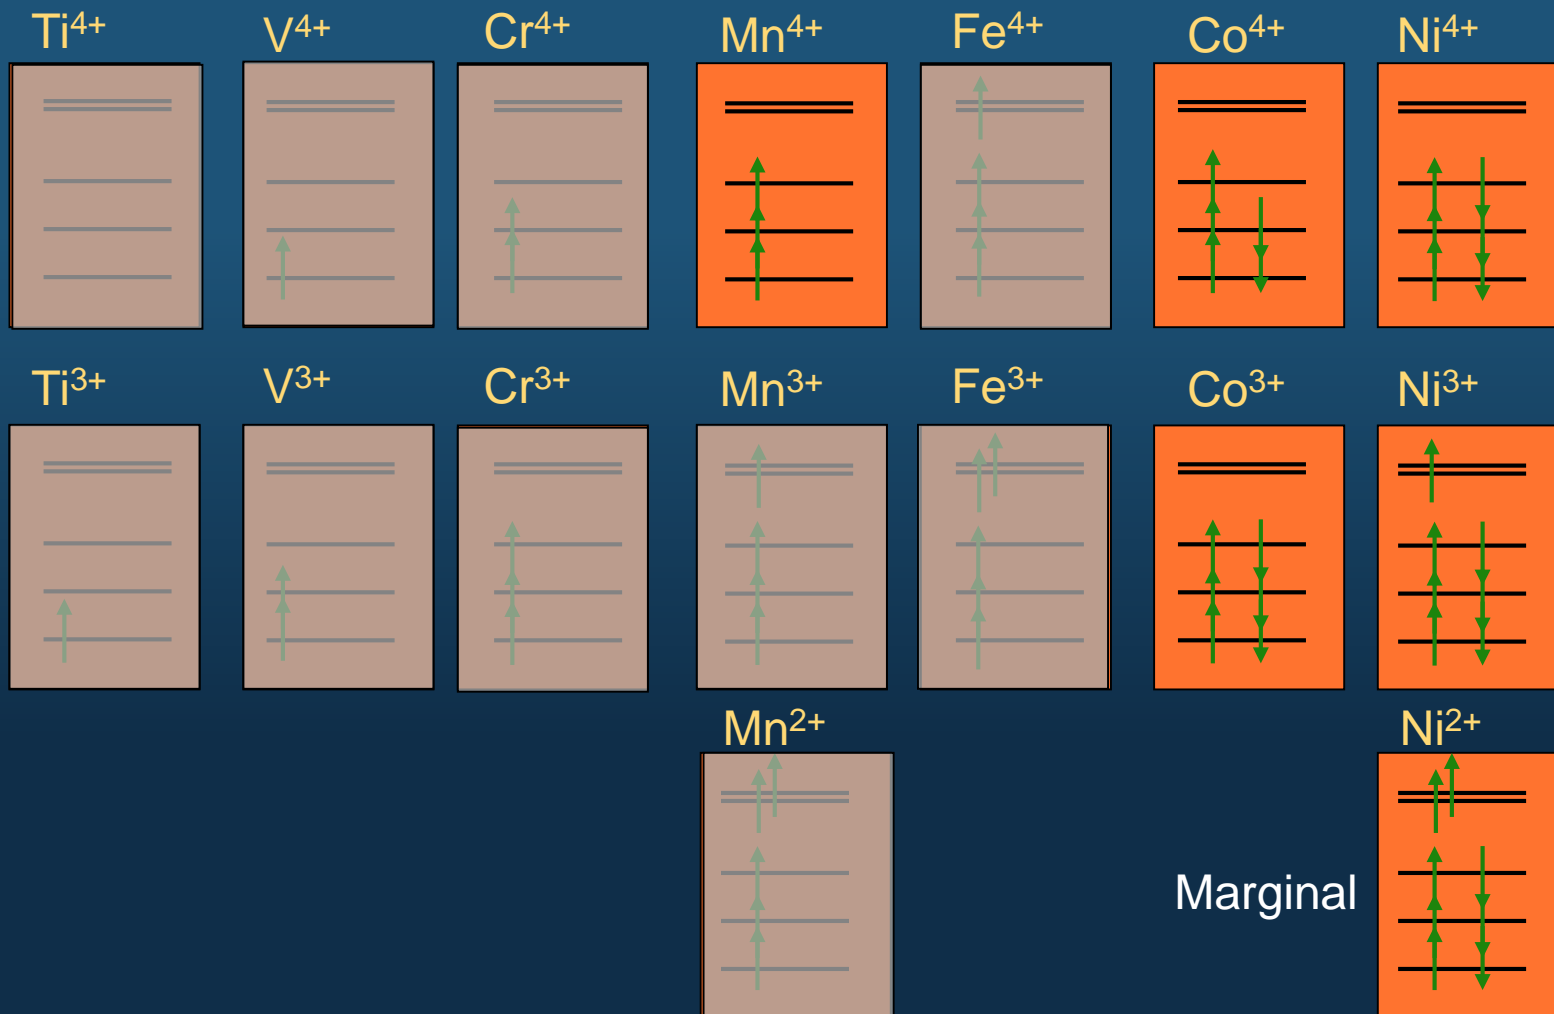 Ti4+ V4+ Cr4+ Mn4+ Fe4+ Co4+ Ni4+
Ti3+ V3+ Cr3+ Mn3+ Fe3+ Co3+ Ni3+
Mn2+ Ni2+
Marginal